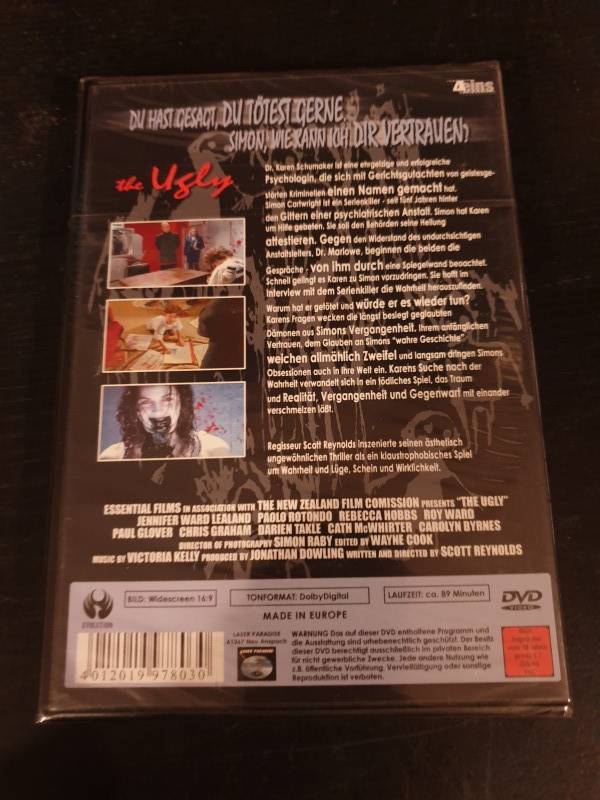 4eins
DU HAST GESAGT, DU TÖTEST GERNE.
SIMON, WIE KANN ICH DIR VERTRAUEN?
the Ugly
Dr. Karen Schumaker ist eine ehrgeizige und erfolgreiche
Psychologin, die sich mit Gerichtsgutachten von geistesge-
störten Kriminellen einen Namen gemacht hat.
Simon Cartwright ist ein Serienkiller - seit fünf Jahren hinter
den Gittern einer psychiatrischen Anstalt. Simon hat Karen
um Hilfe gebeten. Sie soll den Behörden seine Heilung
attestieren. Gegen den Widerstand des undurchsichtigen
Anstaltsleiters, Dr. Marlowe, beginnen die beiden die
Gespräche - von ihm durch eine Spiegelwand beobachtet.
Schnell gelingt es Karen zu Simon vorzudringen. Sie hofft im
Interview mit dem Serienkiller die Wahrheit herauszufinden.
Warum hat er getötet und würde er es wieder tun?
Karens Fragen wecken die längst besiegt geglaubten
Dämonen aus Simons Vergangenheit. Ihrem anfänglichen
Vertrauen, dem Glauben an Simons "wahre Geschichte"
weichen allmählich Zweifel und langsam dringen Simons
Obsessionen auch in ihre Welt ein. Karens Suche nach der
Wahrheit verwandelt sich in ein tödliches Spiel, das Traum
und Realität, Vergangenheit und Gegenwart mit einander
verschmelzen läßt.
Regisseur Scott Reynolds inszenierte seinen ästhetisch
ungewöhnlichen Thriller als ein klaustrophobisches Spiel
um Wahrheit und Lüge, Schein und Wirklichkeit.
ESSENTIAL FILMS IN ASSOCIATION WITH THE NEW ZEALAND FILM COMISSION PRESENTS "THE UGLY"
JENNIFER WARD LEALAND PAOLO ROTONDO REBECCA HOBBS ROY WARD
PAUL GLOVER CHRIS GRAHAM DARIEN TAKLE CATH McWHIRTER CAROLYN BYRNES
DIRECTOR OF PHOTOGRAPHY SIMON RABY EDITED BY WAYNE COOK
MUSIC BY VICTORIA KELLY PRODUCED BY JONATHAN DOWLING WRITTEN AND DIRECTED BY SCOTT REYNOLDS
EVOLUTION
BILD: Widescreen 16:9
TONFORMAT: DolbyDigital
LAUFZEIT: ca. 89 Minuten
DVD
VIDEO
MADE IN EUROPE
4012019978030
LASER PARADISE
61267 Neu Anspach
LASER PARADISE
WARNUNG Das auf dieser DVD enthaltene Programm und
die Ausstattung sind urheberechtlich geschützt. Der Besitz
dieser DVD berechtigt ausschließlich im privaten Bereich
für nicht gewerbliche Zwecke. Jede andere Nutzung wie
z.B. öffentliche Vorführung, Vervielfältigung oder sonstige
Reproduktion ist verboten.